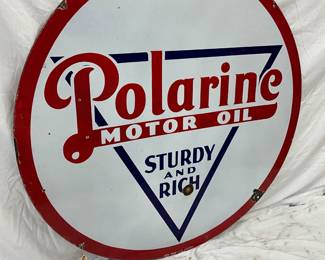 Polarine
MOTOR OIL
STURDY
AND
RICH